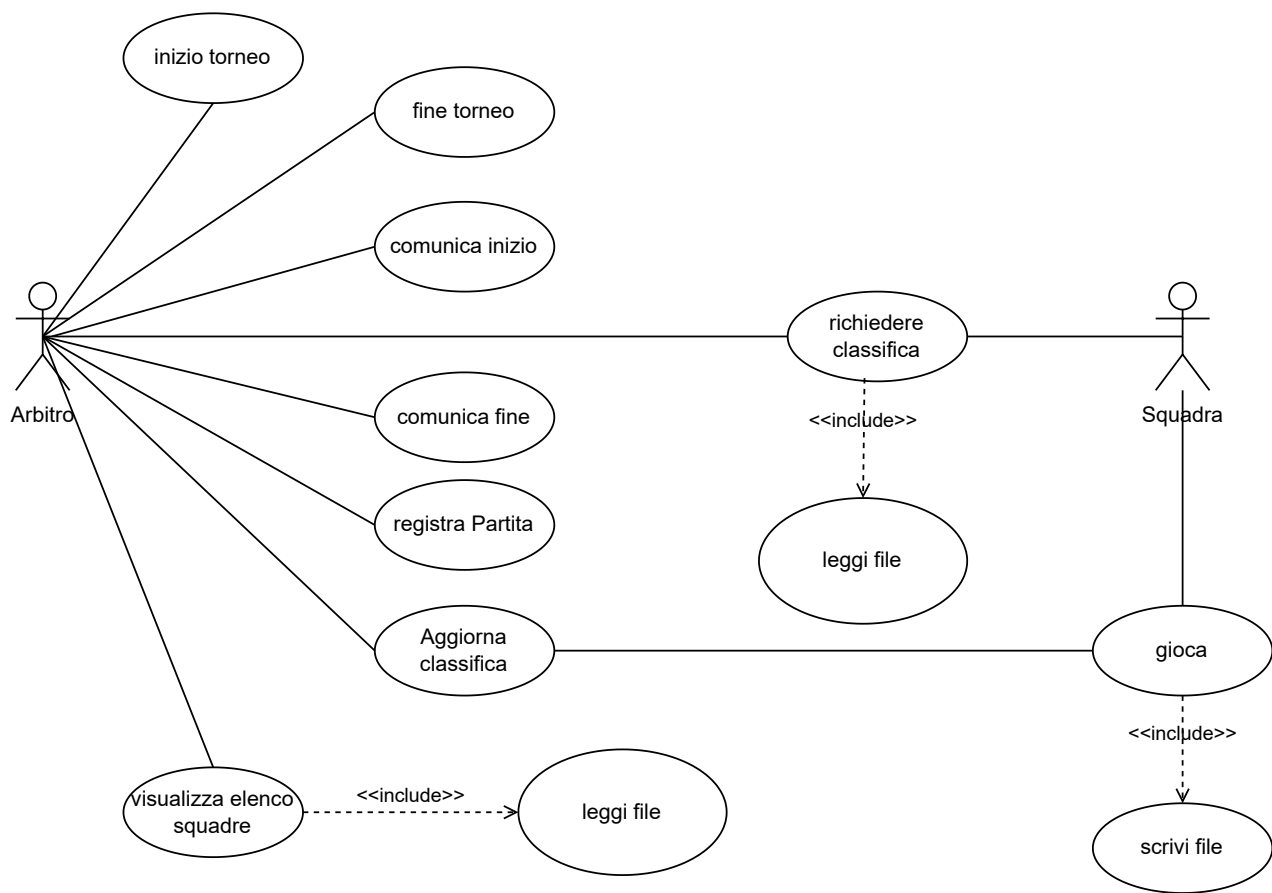 inizio torneo
fine torneo
comunica inizio
richiedere
classifica
Arbitro
Squadra
comunica fine
<<include>>
registra Partita
leggi file
Aggiorna
classifica
gioca
<<include>>
visualizza elenco
squadre
<<include>>
leggi file
scrivi file